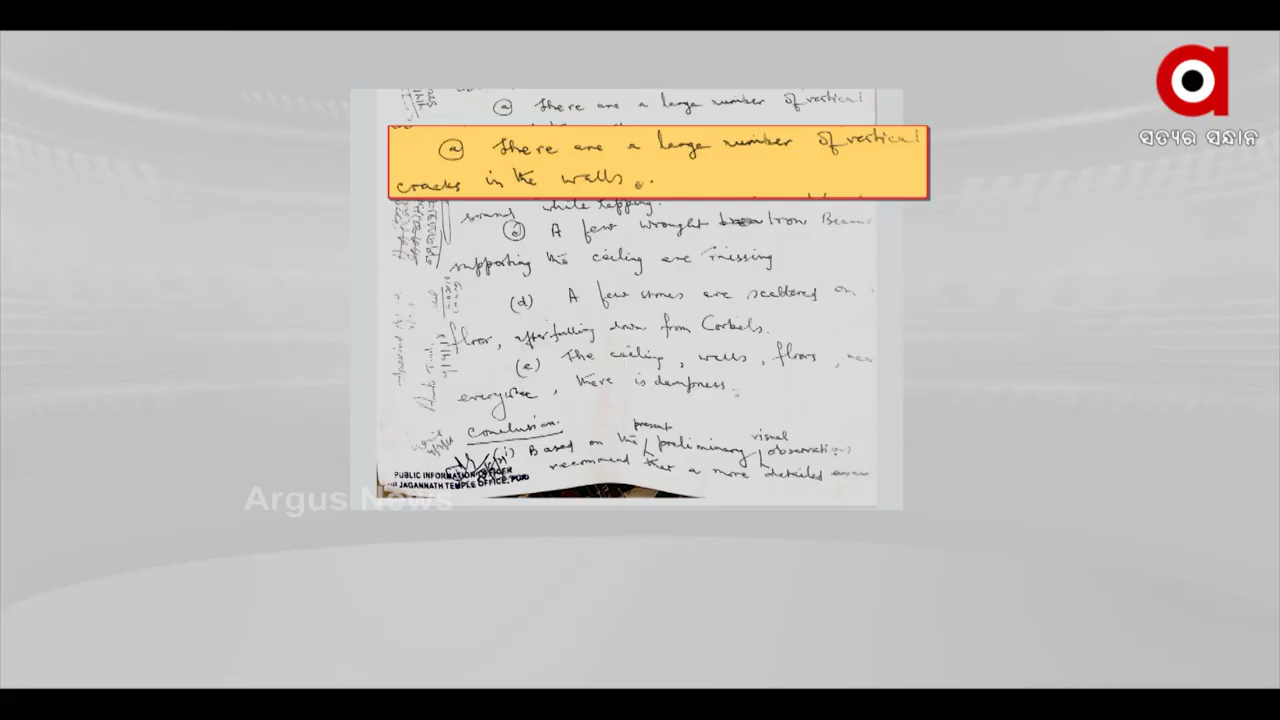 ସତ୍ୟର ସନ୍ଧାନ
(a) There are a large number of vertical
(a) There are a large number of vertical
cracks in the walls.
sound while tapping.
(d) A few wrought Iron Beams
supporting the ceiling are missing
(d) A few stones are scattered on
floor, after falling down from Corbels.
(e) The ceiling, walls, floors,
everywhere, there is dampness.
Conclusion.
present visual
(i) Based on the preliminary observations
recommend that a more detailed
PUBLIC INFORMATION OFFICER
JAGANNATH TEMPLE OFFICE, PURI
Argus News